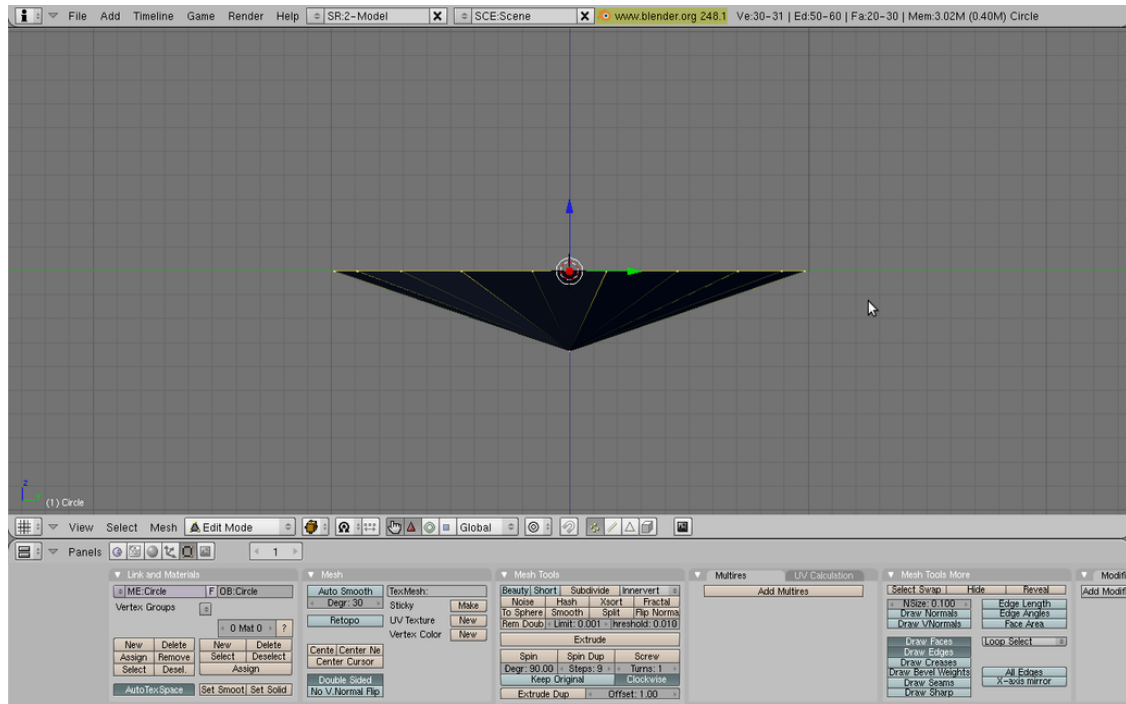 File Add Timeline Game Render Help SR:2-Model SCE:Scene www.blender.org 248.1 Ve:30-31 | Ed:50-60 | Fa:20-30 | Mem:3.02M (0.40M) Circle
z
(1) Circle
View Select Mesh Edit Mode Global
Panels 1
Link and Materials
ME:Circle F OB:Circle
Vertex Groups
0 Mat 0 ?
New Delete New Delete
Assign Remove Select Deselect
Select Desel. Assign
AutoTexSpace Set Smoot Set Solid
Mesh
Auto Smooth TexMesh:
Degr: 30 Sticky Make
Retopo UV Texture New
Vertex Color New
Cente Center Ne
Center Cursor
Double Sided
No V.Normal Flip
Mesh Tools
Beauty Short Subdivide Innervert
Noise Hash Xsort Fractal
To Sphere Smooth Split Flip Norma
Rem Doub Limit: 0.001 hreshold: 0.010
Extrude
Spin Spin Dup Screw
Degr: 90.00 Steps: 9 Turns: 1
Keep Original Clockwise
Extrude Dup Offset: 1.00
Multires UV Calculation
Add Multires
Mesh Tools More
Select Swap Hide Reveal
NSize: 0.100 Edge Length
Draw Normals Edge Angles
Draw VNormals Face Area
Draw Faces Loop Select
Draw Edges
Draw Creases
Draw Bevel Weights All Edges
Draw Seams X-axis mirror
Draw Sharp
Modifi
Add Modif